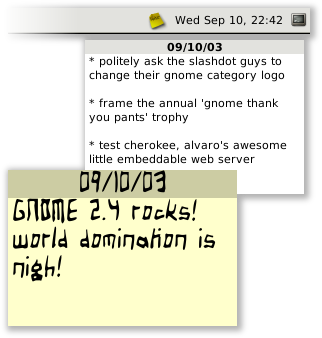 Wed Sep 10, 22:42
09/10/03
* politely ask the slashdot guys to
change their gnome category logo
* frame the annual 'gnome thank
you pants' trophy
* test cherokee, alvaro's awesome
little embeddable web server
09/10/03
GNOME 2.4 rocks!
world domination is
nigh!